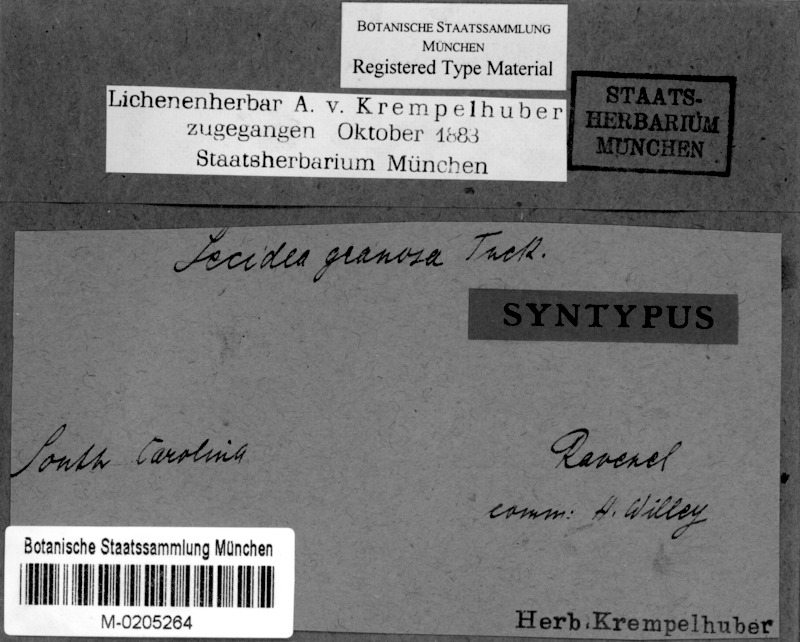 BOTANISCHE STAATSSAMMLUNG
MÜNCHEN
Registered Type Material
Lichenenherbar A. v. Krempelhuber
zugegangen Oktober 1883
Staatsherbarium München
STAATS-
HERBARIUM
MÜNCHEN
Lecidea granosa Tuck.
SYNTYPUS
South Carolina
Ravenel
comm: H. Willey
Botanische Staatssammlung München
M-0205264
Herb. Krempelhuber